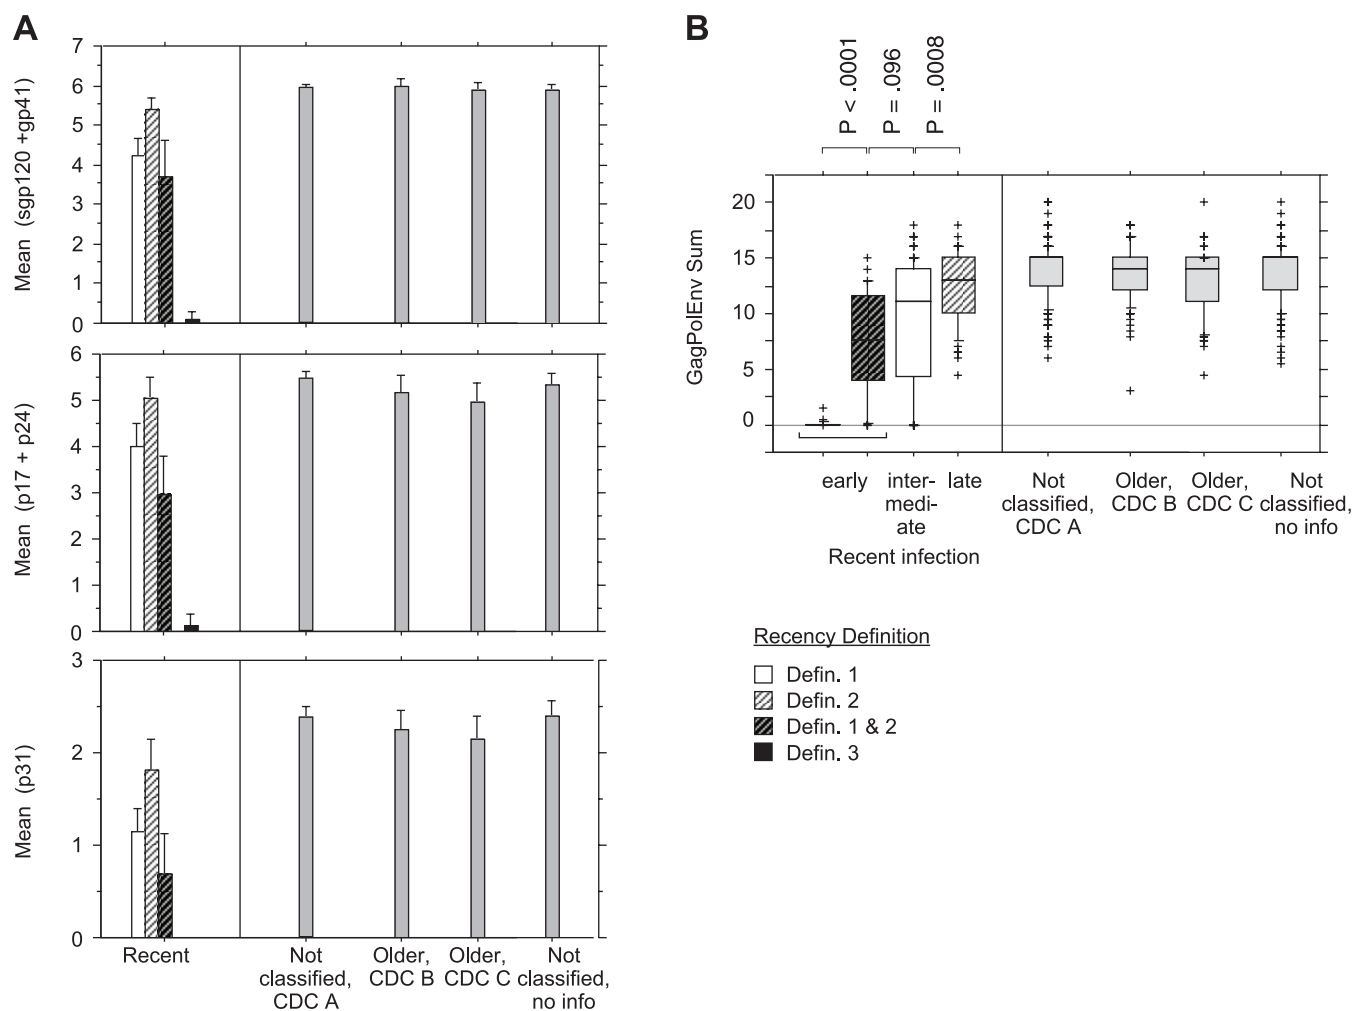 A
7
6
5
4
3
2
1
0
Mean (sgp120 +gp41)
6
5
4
3
2
1
0
Mean (p17 + p24)
3
2
1
0
Mean (p31)
Recent
Not
classified,
CDC A
Older,
CDC B
Older,
CDC C
Not
classified,
no info
B
P < .0001
P = .096
P = .0008
20
15
10
5
0
GagPolEnv Sum
early
inter-
medi-
ate
late
Recent infection
Not
classified,
CDC A
Older,
CDC B
Older,
CDC C
Not
classified,
no info
Recency Definition
Defin. 1
Defin. 2
Defin. 1 & 2
Defin. 3